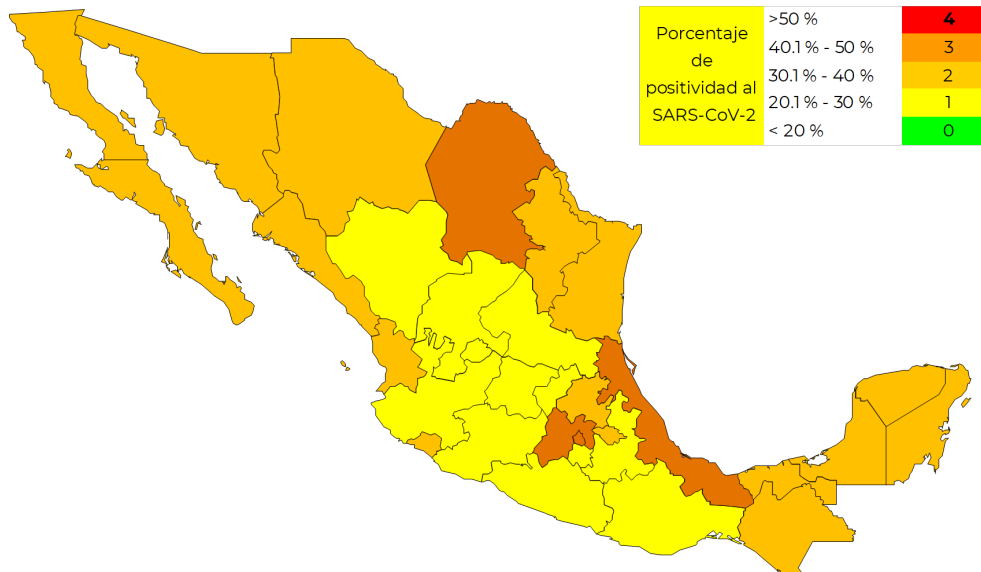 Porcentaje
de
positividad al
SARS-CoV-2
>50 % 4
40.1 % - 50 % 3
30.1 % - 40 % 2
20.1 % - 30 % 1
< 20 % 0